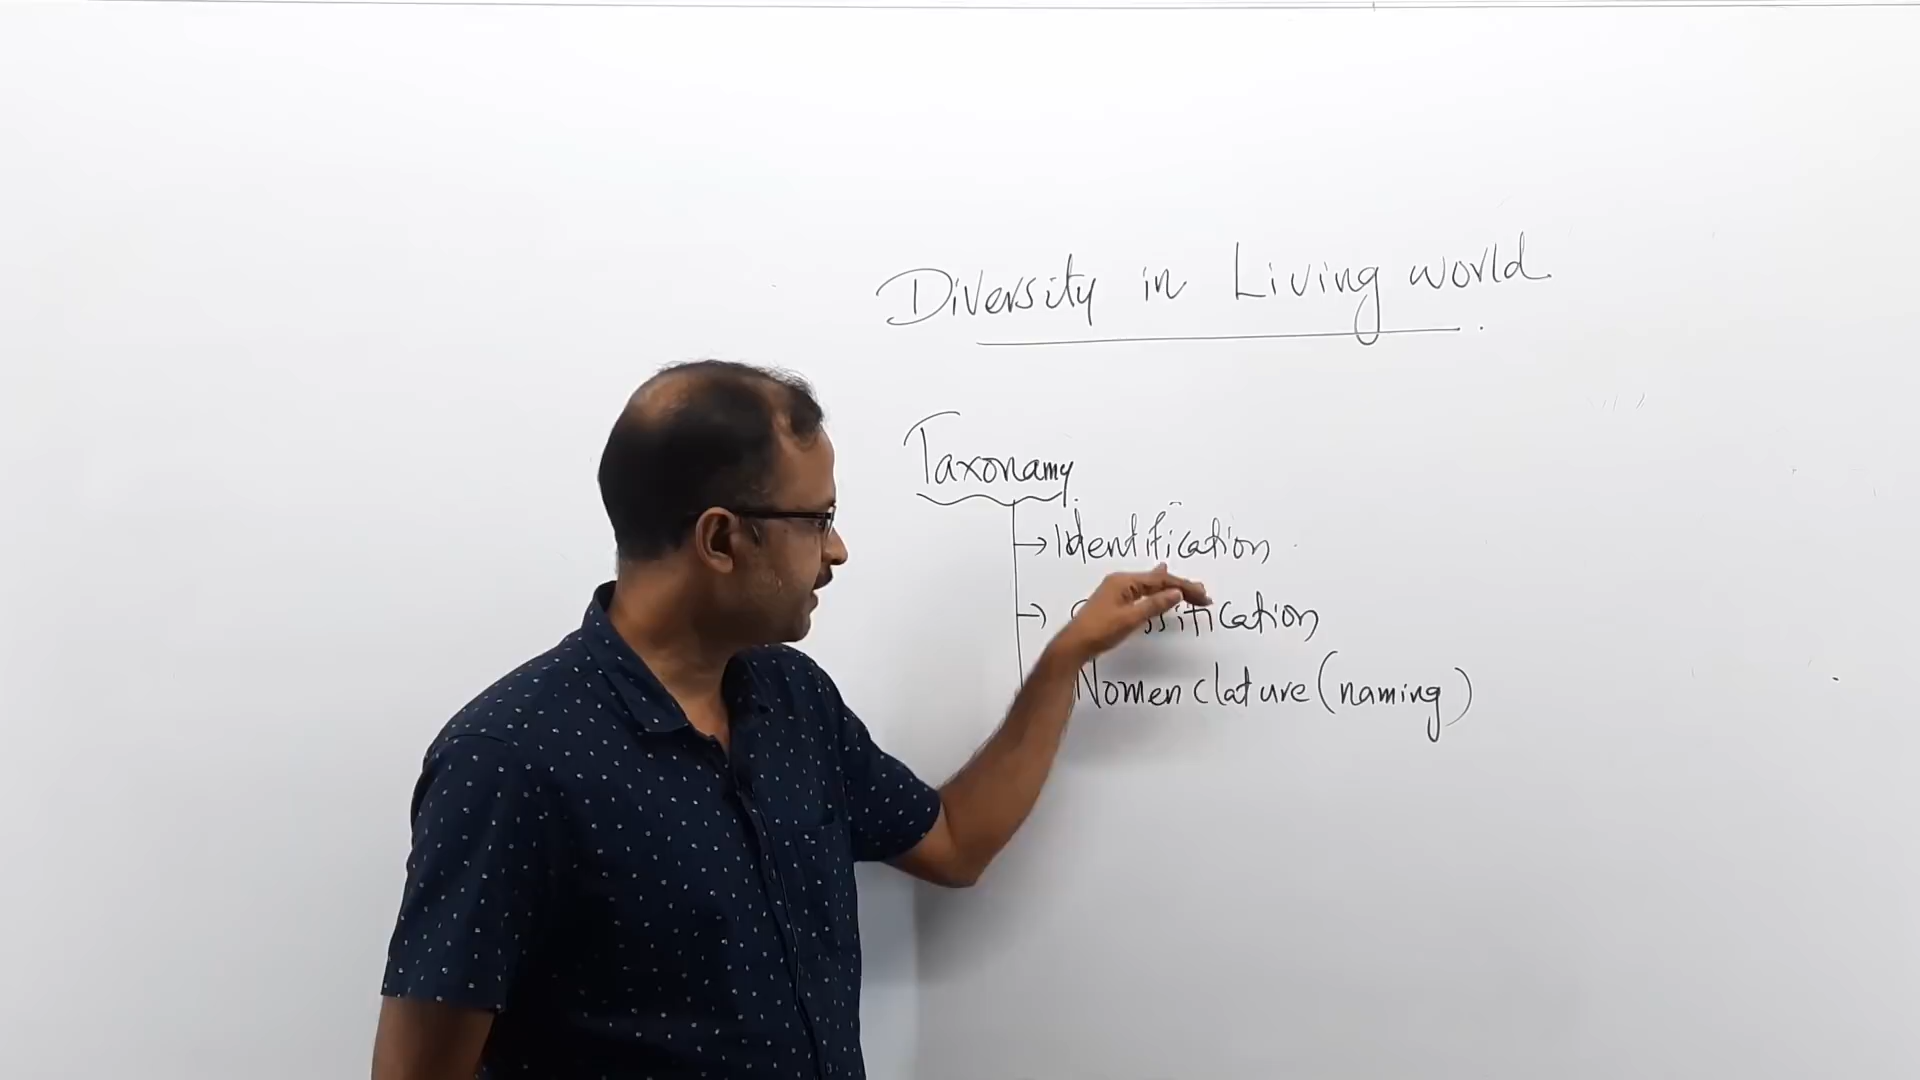 Diversity in Living world.
Taxonamy.
→ Identification
→ Classification
Nomenclature (naming)